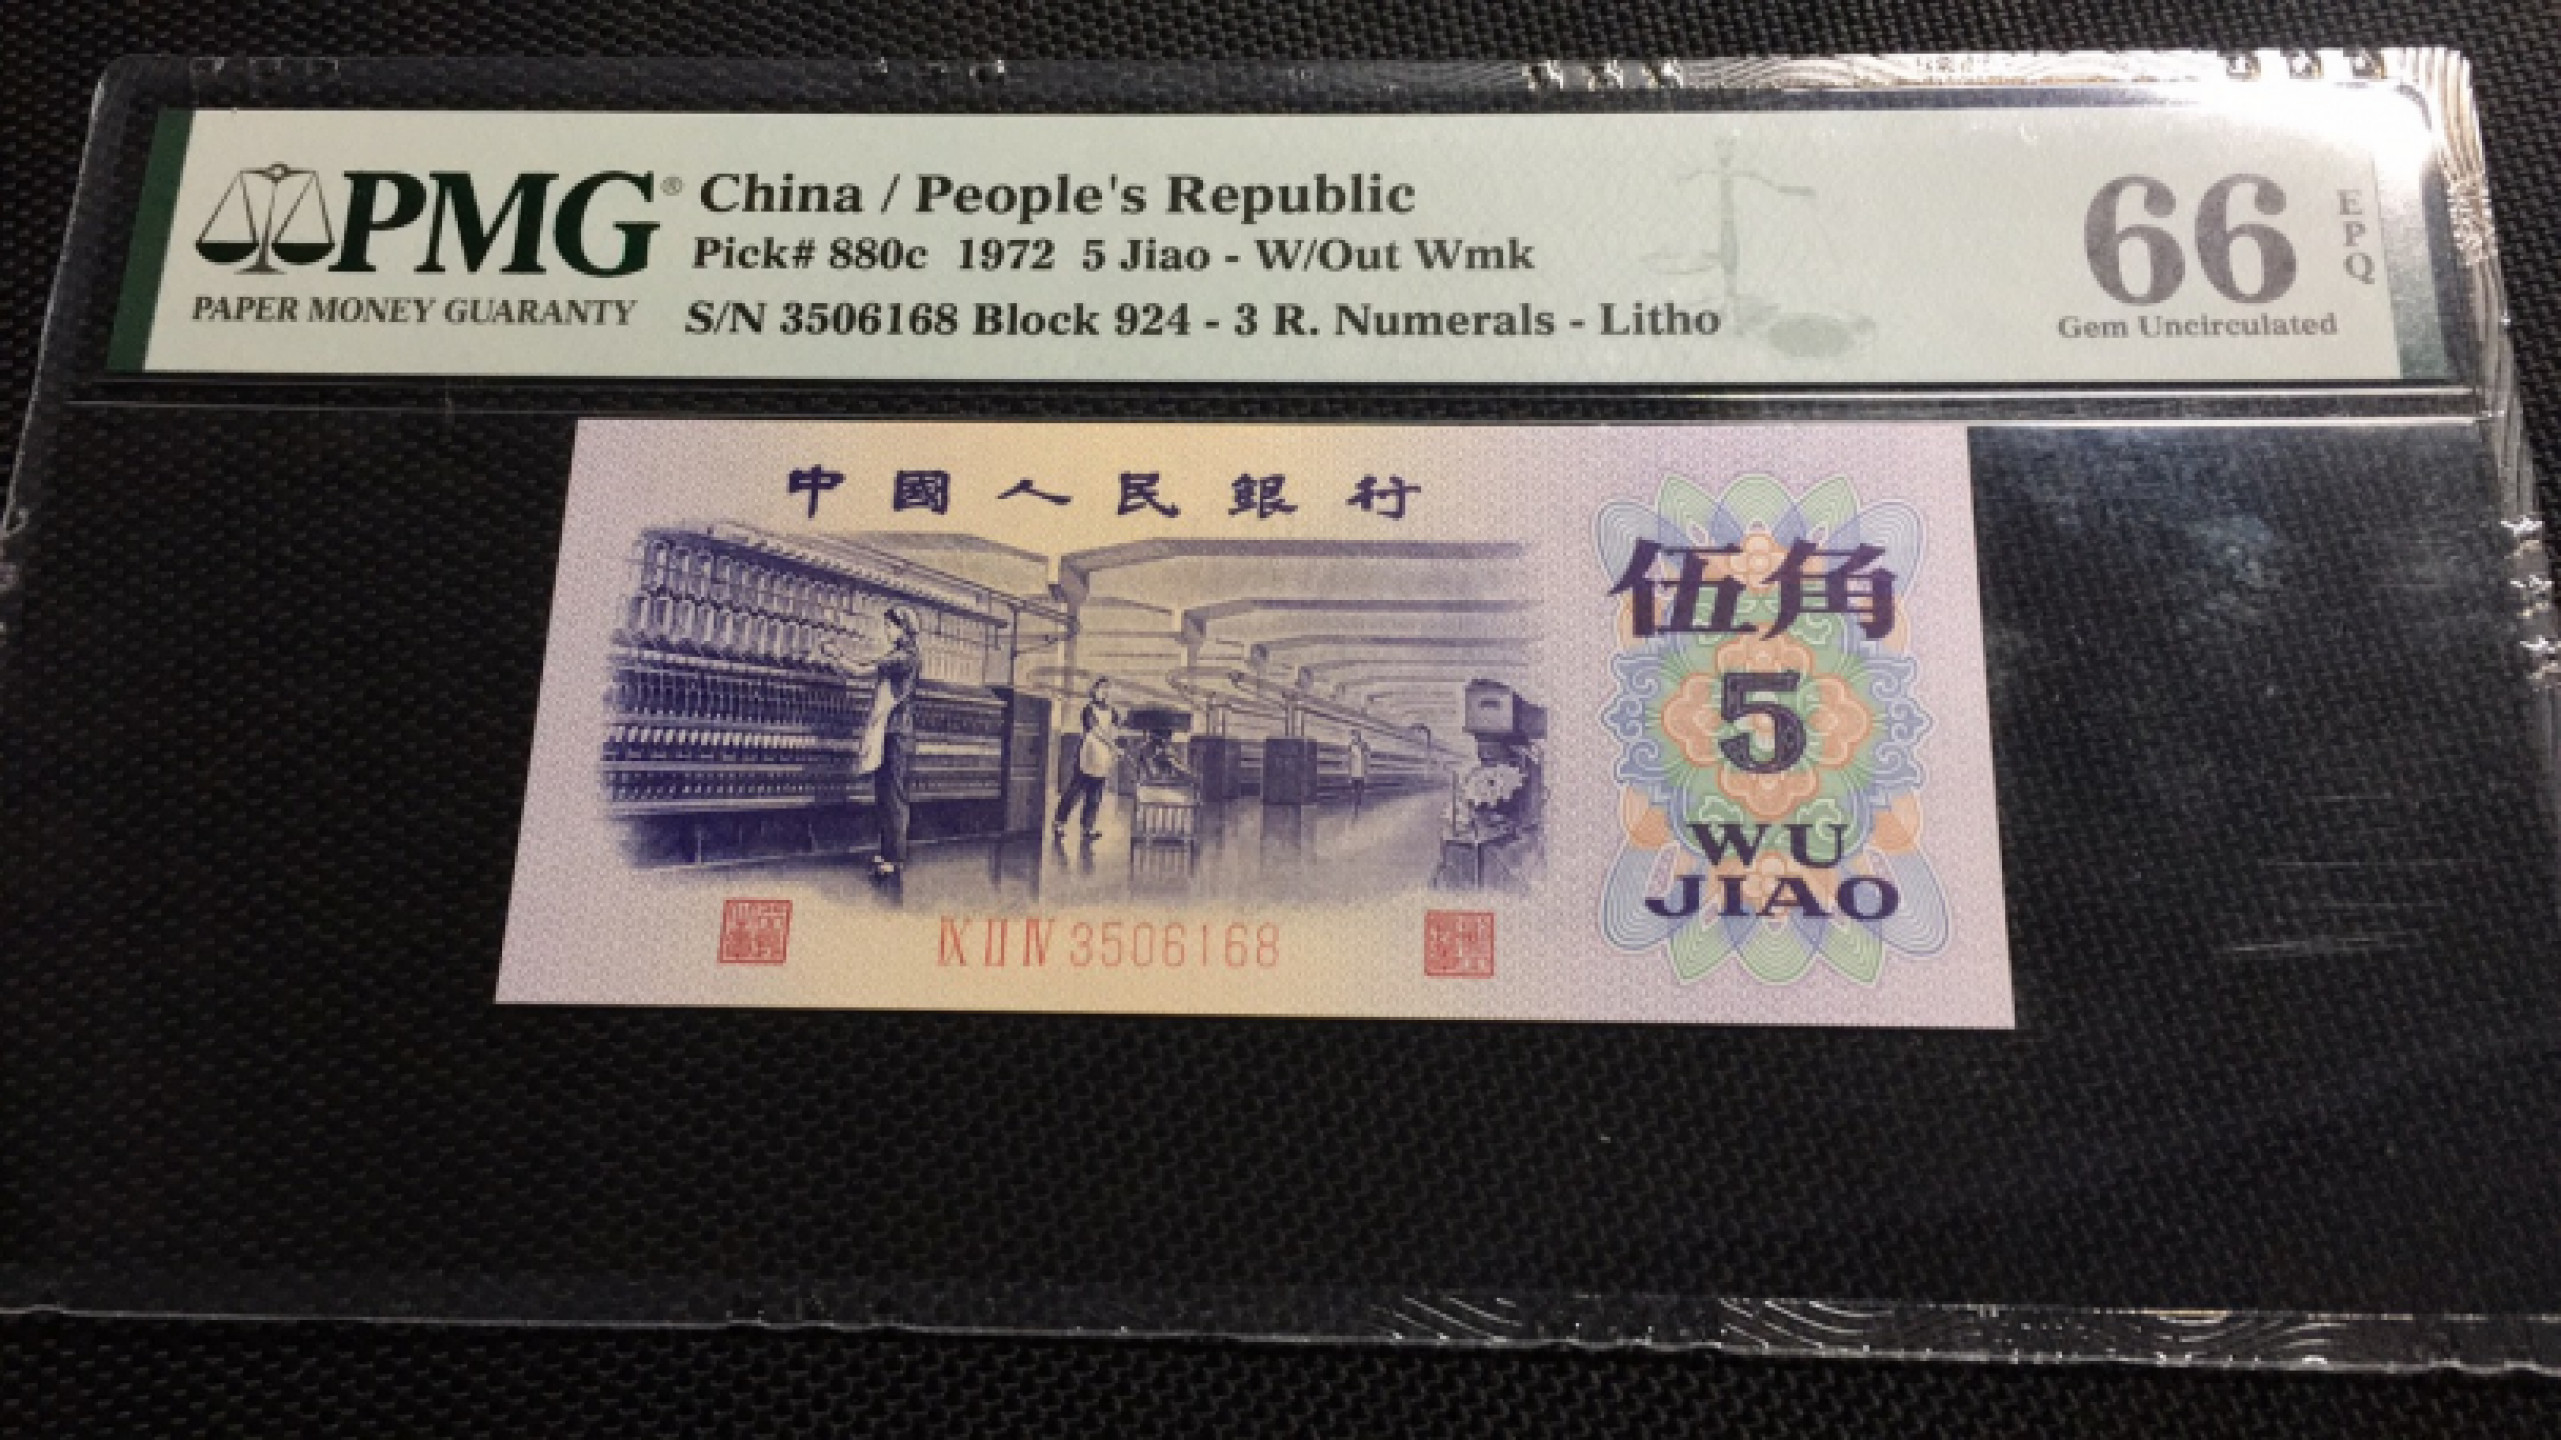 PMG® China / People's Republic
Pick# 880c 1972 5 Jiao - W/Out Wmk
PAPER MONEY GUARANTY
S/N 3506168 Block 924 - 3 R. Numerals - Litho
66 EPQ
Gem Uncirculated
中國人民銀行
伍角
5
WU
JIAO
IX II IV 3506168